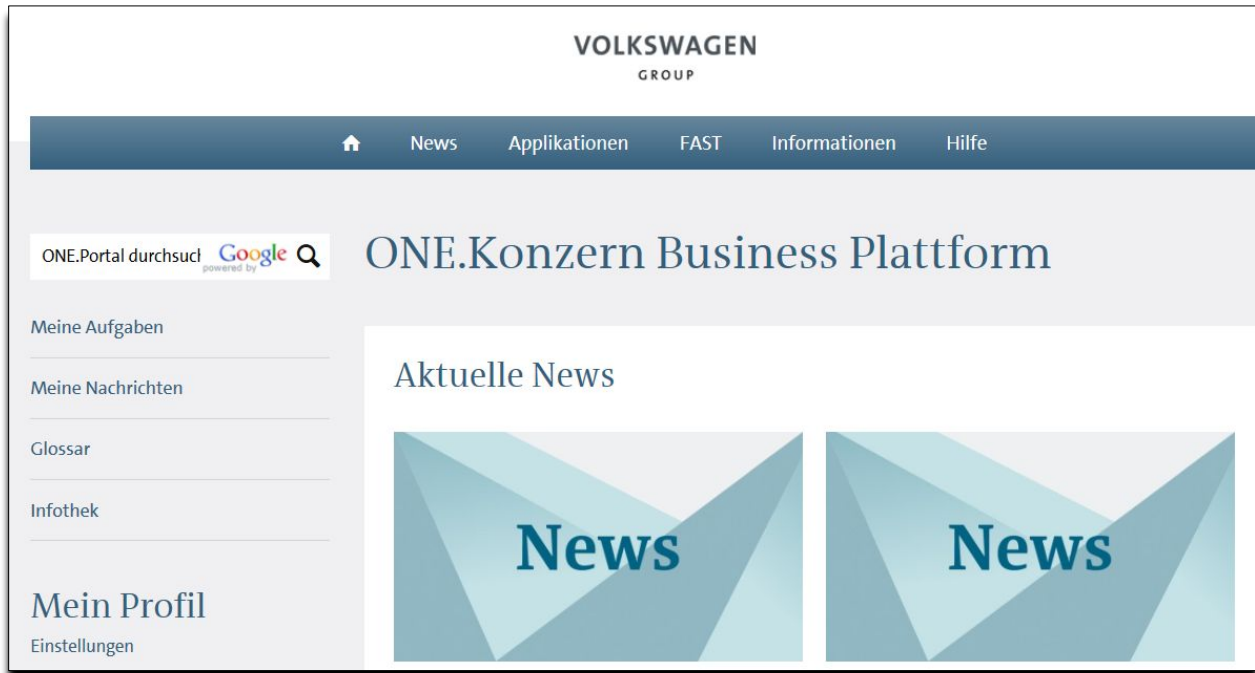 VOLKSWAGEN
GROUP
News Applikationen FAST Informationen Hilfe
ONE.Portal durchsuch Google
powered by
ONE.Konzern Business Plattform
Meine Aufgaben
Meine Nachrichten
Glossar
Infothek
Mein Profil
Einstellungen
Aktuelle News
News
News